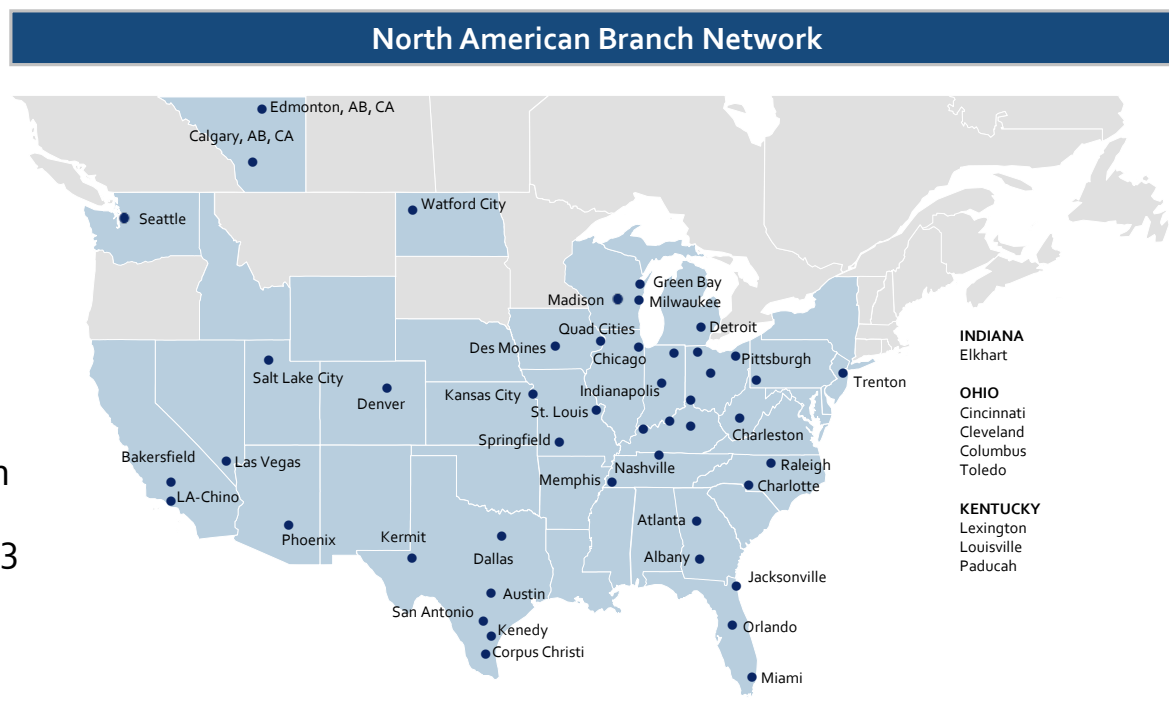 North American Branch Network
Edmonton, AB, CA
Calgary, AB, CA
Seattle
Watford City
Green Bay
Madison
Milwaukee
Quad Cities
Detroit
Des Moines
Chicago
Pittsburgh
Salt Lake City
Indianapolis
Trenton
Denver
Kansas City
St. Louis
Charleston
Springfield
Bakersfield
Las Vegas
Nashville
Raleigh
Memphis
Charlotte
LA-Chino
Phoenix
Kermit
Atlanta
Dallas
Albany
Jacksonville
Austin
San Antonio
Orlando
Kenedy
Corpus Christi
Miami
INDIANA
Elkhart
OHIO
Cincinnati
Cleveland
Columbus
Toledo
KENTUCKY
Lexington
Louisville
Paducah
3